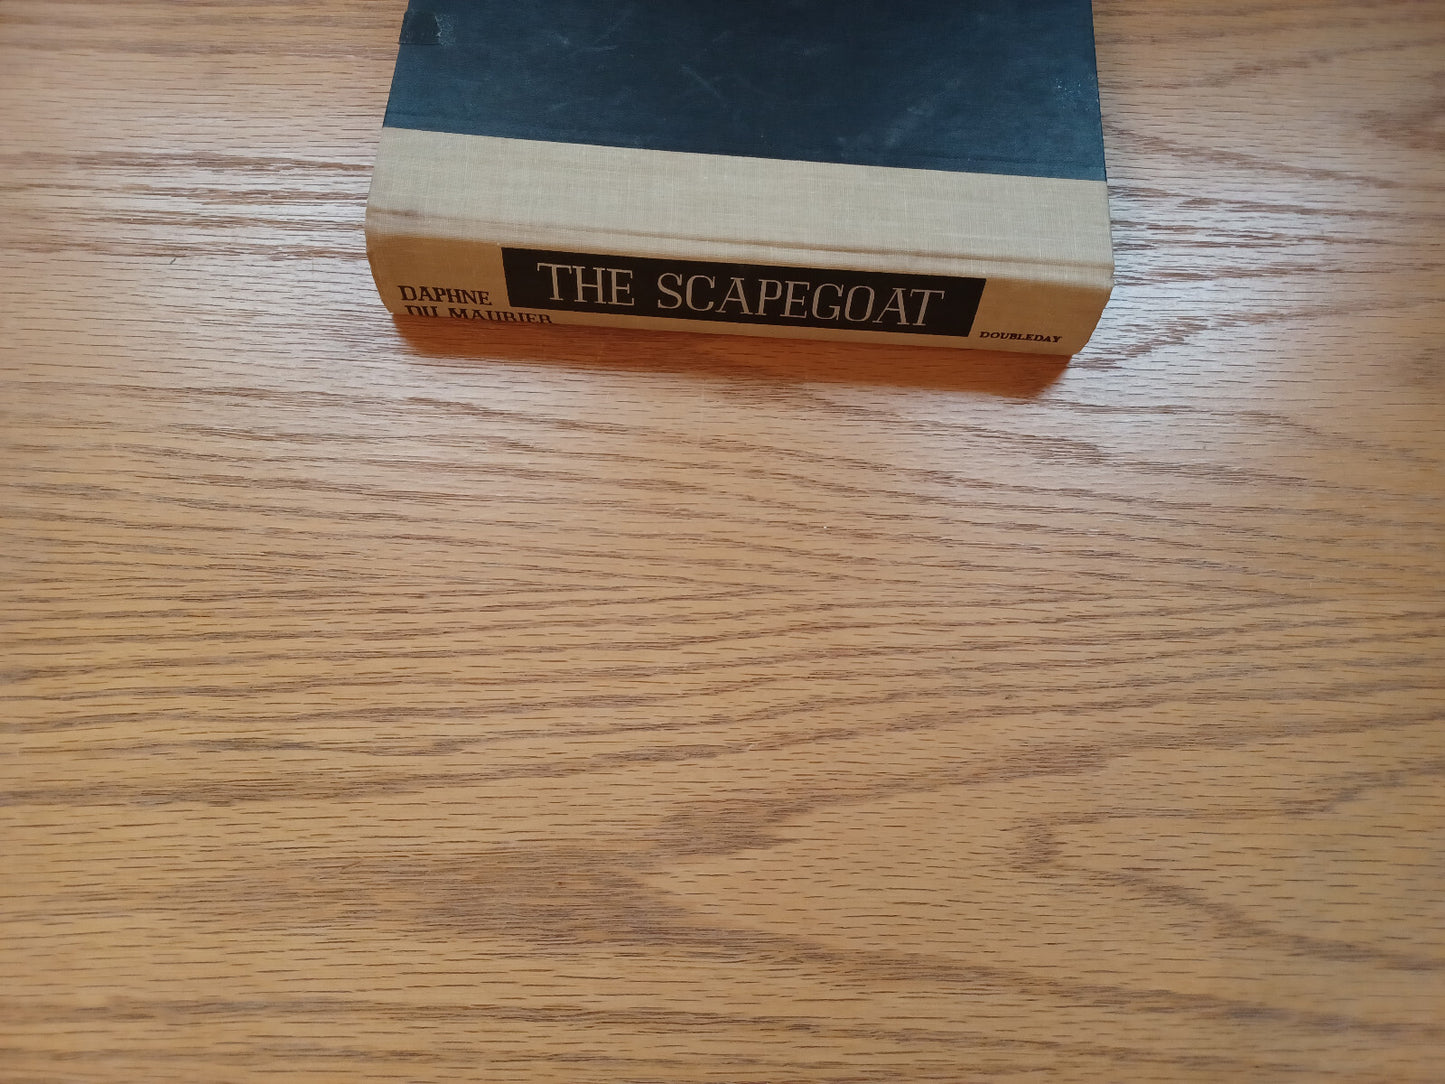 DAPHNE
DU MAURIER
THE SCAPEGOAT
DOUBLEDAY